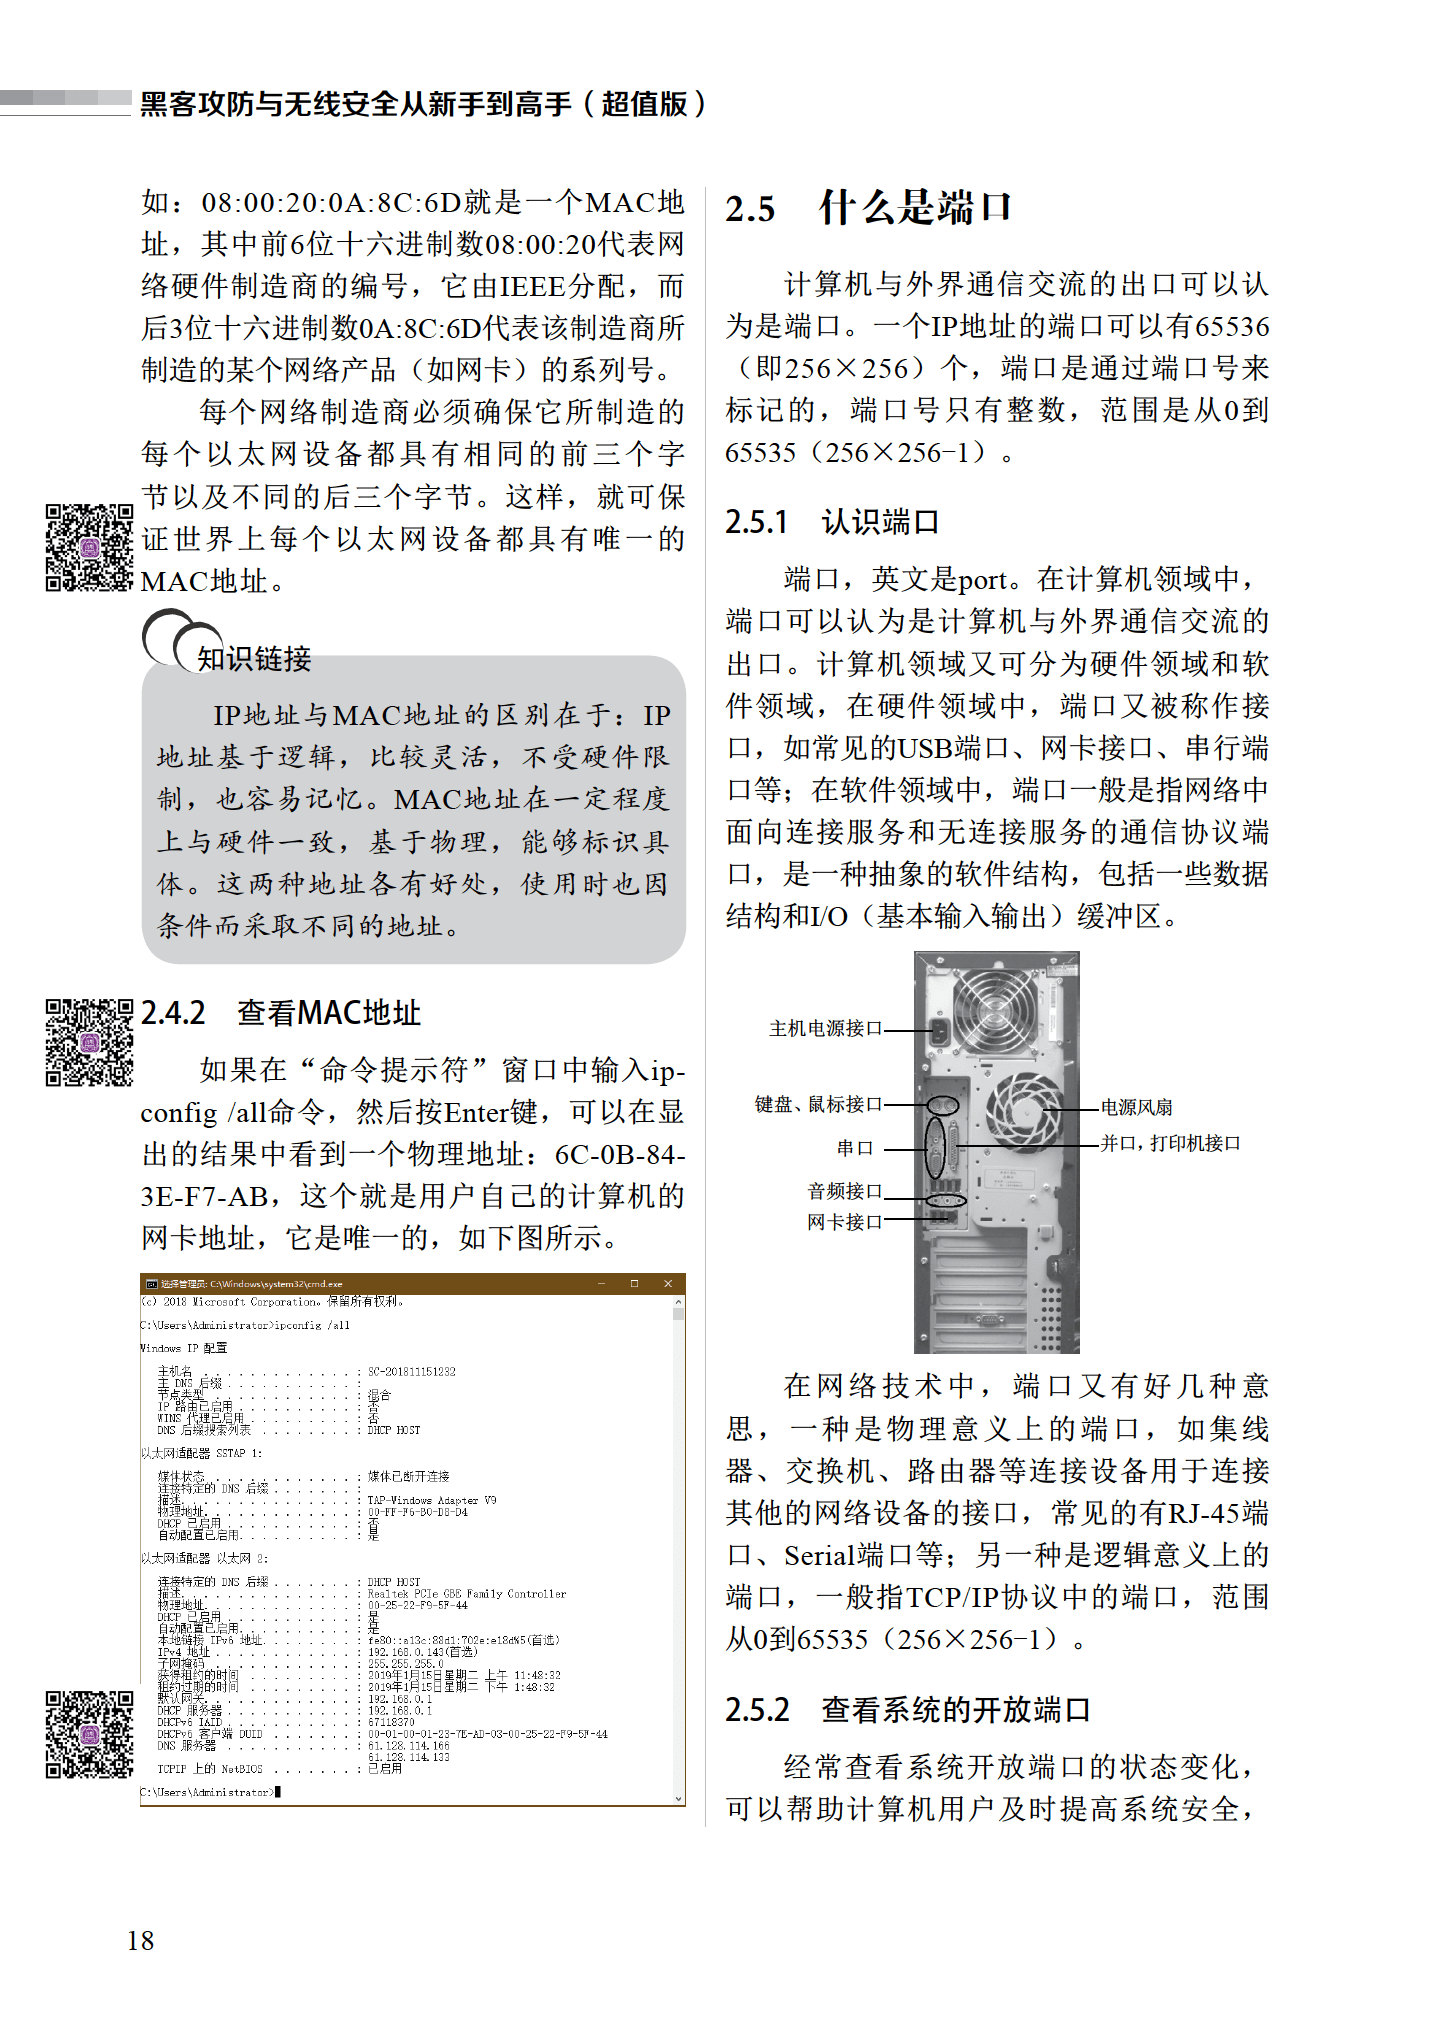 黑客攻防与无线安全从新手到高手（超值版）
如：08:00:20:0A:8C:6D就是一个MAC地
址，其中前6位十六进制数08:00:20代表网
络硬件制造商的编号，它由IEEE分配，而
后3位十六进制数0A:8C:6D代表该制造商所
制造的某个网络产品（如网卡）的系列号。
每个网络制造商必须确保它所制造的
每个以太网设备都具有相同的前三个字
节以及不同的后三个字节。这样，就可保
证世界上每个以太网设备都具有唯一的
MAC地址。
知识链接
IP地址与MAC地址的区别在于：IP
地址基于逻辑，比较灵活，不受硬件限
制，也容易记忆。MAC地址在一定程度
上与硬件一致，基于物理，能够标识具
体。这两种地址各有好处，使用时也因
条件而采取不同的地址。
2.4.2 查看MAC地址
如果在“命令提示符”窗口中输入ip-
config /all命令，然后按Enter键，可以在显
出的结果中看到一个物理地址：6C-0B-84-
3E-F7-AB，这个就是用户自己的计算机的
网卡地址，它是唯一的，如下图所示。
选择管理员: C:\Windows\system32\cmd.exe
(c) 2018 Microsoft Corporation。保留所有权利。
C:\Users\Administrator>ipconfig /all
Windows IP 配置
主机名 . . . . . . . . . . . . . : SC-201811151232
主 DNS 后缀 . . . . . . . . . . . :
节点类型 . . . . . . . . . . . . : 混合
IP 路由已启用 . . . . . . . . . . : 否
WINS 代理已启用 . . . . . . . . . : 否
DNS 后缀搜索列表 . . . . . . . . : DHCP HOST
以太网适配器 SSTAP 1:
媒体状态 . . . . . . . . . . . . : 媒体已断开连接
连接特定的 DNS 后缀 . . . . . . . :
描述. . . . . . . . . . . . . . . : TAP-Windows Adapter V9
物理地址. . . . . . . . . . . . . : 00-FF-F6-B0-D8-D4
DHCP 已启用 . . . . . . . . . . . : 否
自动配置已启用. . . . . . . . . . : 是
以太网适配器 以太网 2:
连接特定的 DNS 后缀 . . . . . . . : DHCP HOST
描述. . . . . . . . . . . . . . . : Realtek PCIe GBE Family Controller
物理地址. . . . . . . . . . . . . : 00-25-22-F9-5F-44
DHCP 已启用 . . . . . . . . . . . : 是
自动配置已启用. . . . . . . . . . : 是
本地链接 IPv6 地址. . . . . . . . : fe80::a13c:88d1:702e:e18d%5(首选)
IPv4 地址 . . . . . . . . . . . . : 192.168.0.143(首选)
子网掩码 . . . . . . . . . . . . : 255.255.255.0
获得租约的时间 . . . . . . . . . : 2019年1月15日星期二 上午 11:48:32
租约过期的时间 . . . . . . . . . : 2019年1月15日星期二 下午 1:48:32
默认网关. . . . . . . . . . . . . : 192.168.0.1
DHCP 服务器 . . . . . . . . . . . : 192.168.0.1
DHCPv6 IAID . . . . . . . . . . . : 67118370
DHCPv6 客户端 DUID . . . . . . . : 00-01-00-01-23-7E-AD-03-00-25-22-F9-5F-44
DNS 服务器 . . . . . . . . . . . : 61.128.114.166
61.128.114.133
TCPIP 上的 NetBIOS . . . . . . . : 已启用
C:\Users\Administrator>
2.5 什么是端口
计算机与外界通信交流的出口可以认
为是端口。一个IP地址的端口可以有65536
（即256×256）个，端口是通过端口号来
标记的，端口号只有整数，范围是从0到
65535（256×256−1）。
2.5.1 认识端口
端口，英文是port。在计算机领域中，
端口可以认为是计算机与外界通信交流的
出口。计算机领域又可分为硬件领域和软
件领域，在硬件领域中，端口又被称作接
口，如常见的USB端口、网卡接口、串行端
口等；在软件领域中，端口一般是指网络中
面向连接服务和无连接服务的通信协议端
口，是一种抽象的软件结构，包括一些数据
结构和I/O（基本输入输出）缓冲区。
主机电源接口
键盘、鼠标接口
电源风扇
串口
并口，打印机接口
音频接口
网卡接口
在网络技术中，端口又有好几种意
思，一种是物理意义上的端口，如集线
器、交换机、路由器等连接设备用于连接
其他的网络设备的接口，常见的有RJ-45端
口、Serial端口等；另一种是逻辑意义上的
端口，一般指TCP/IP协议中的端口，范围
从0到65535（256×256−1）。
2.5.2 查看系统的开放端口
经常查看系统开放端口的状态变化，
可以帮助计算机用户及时提高系统安全，
18